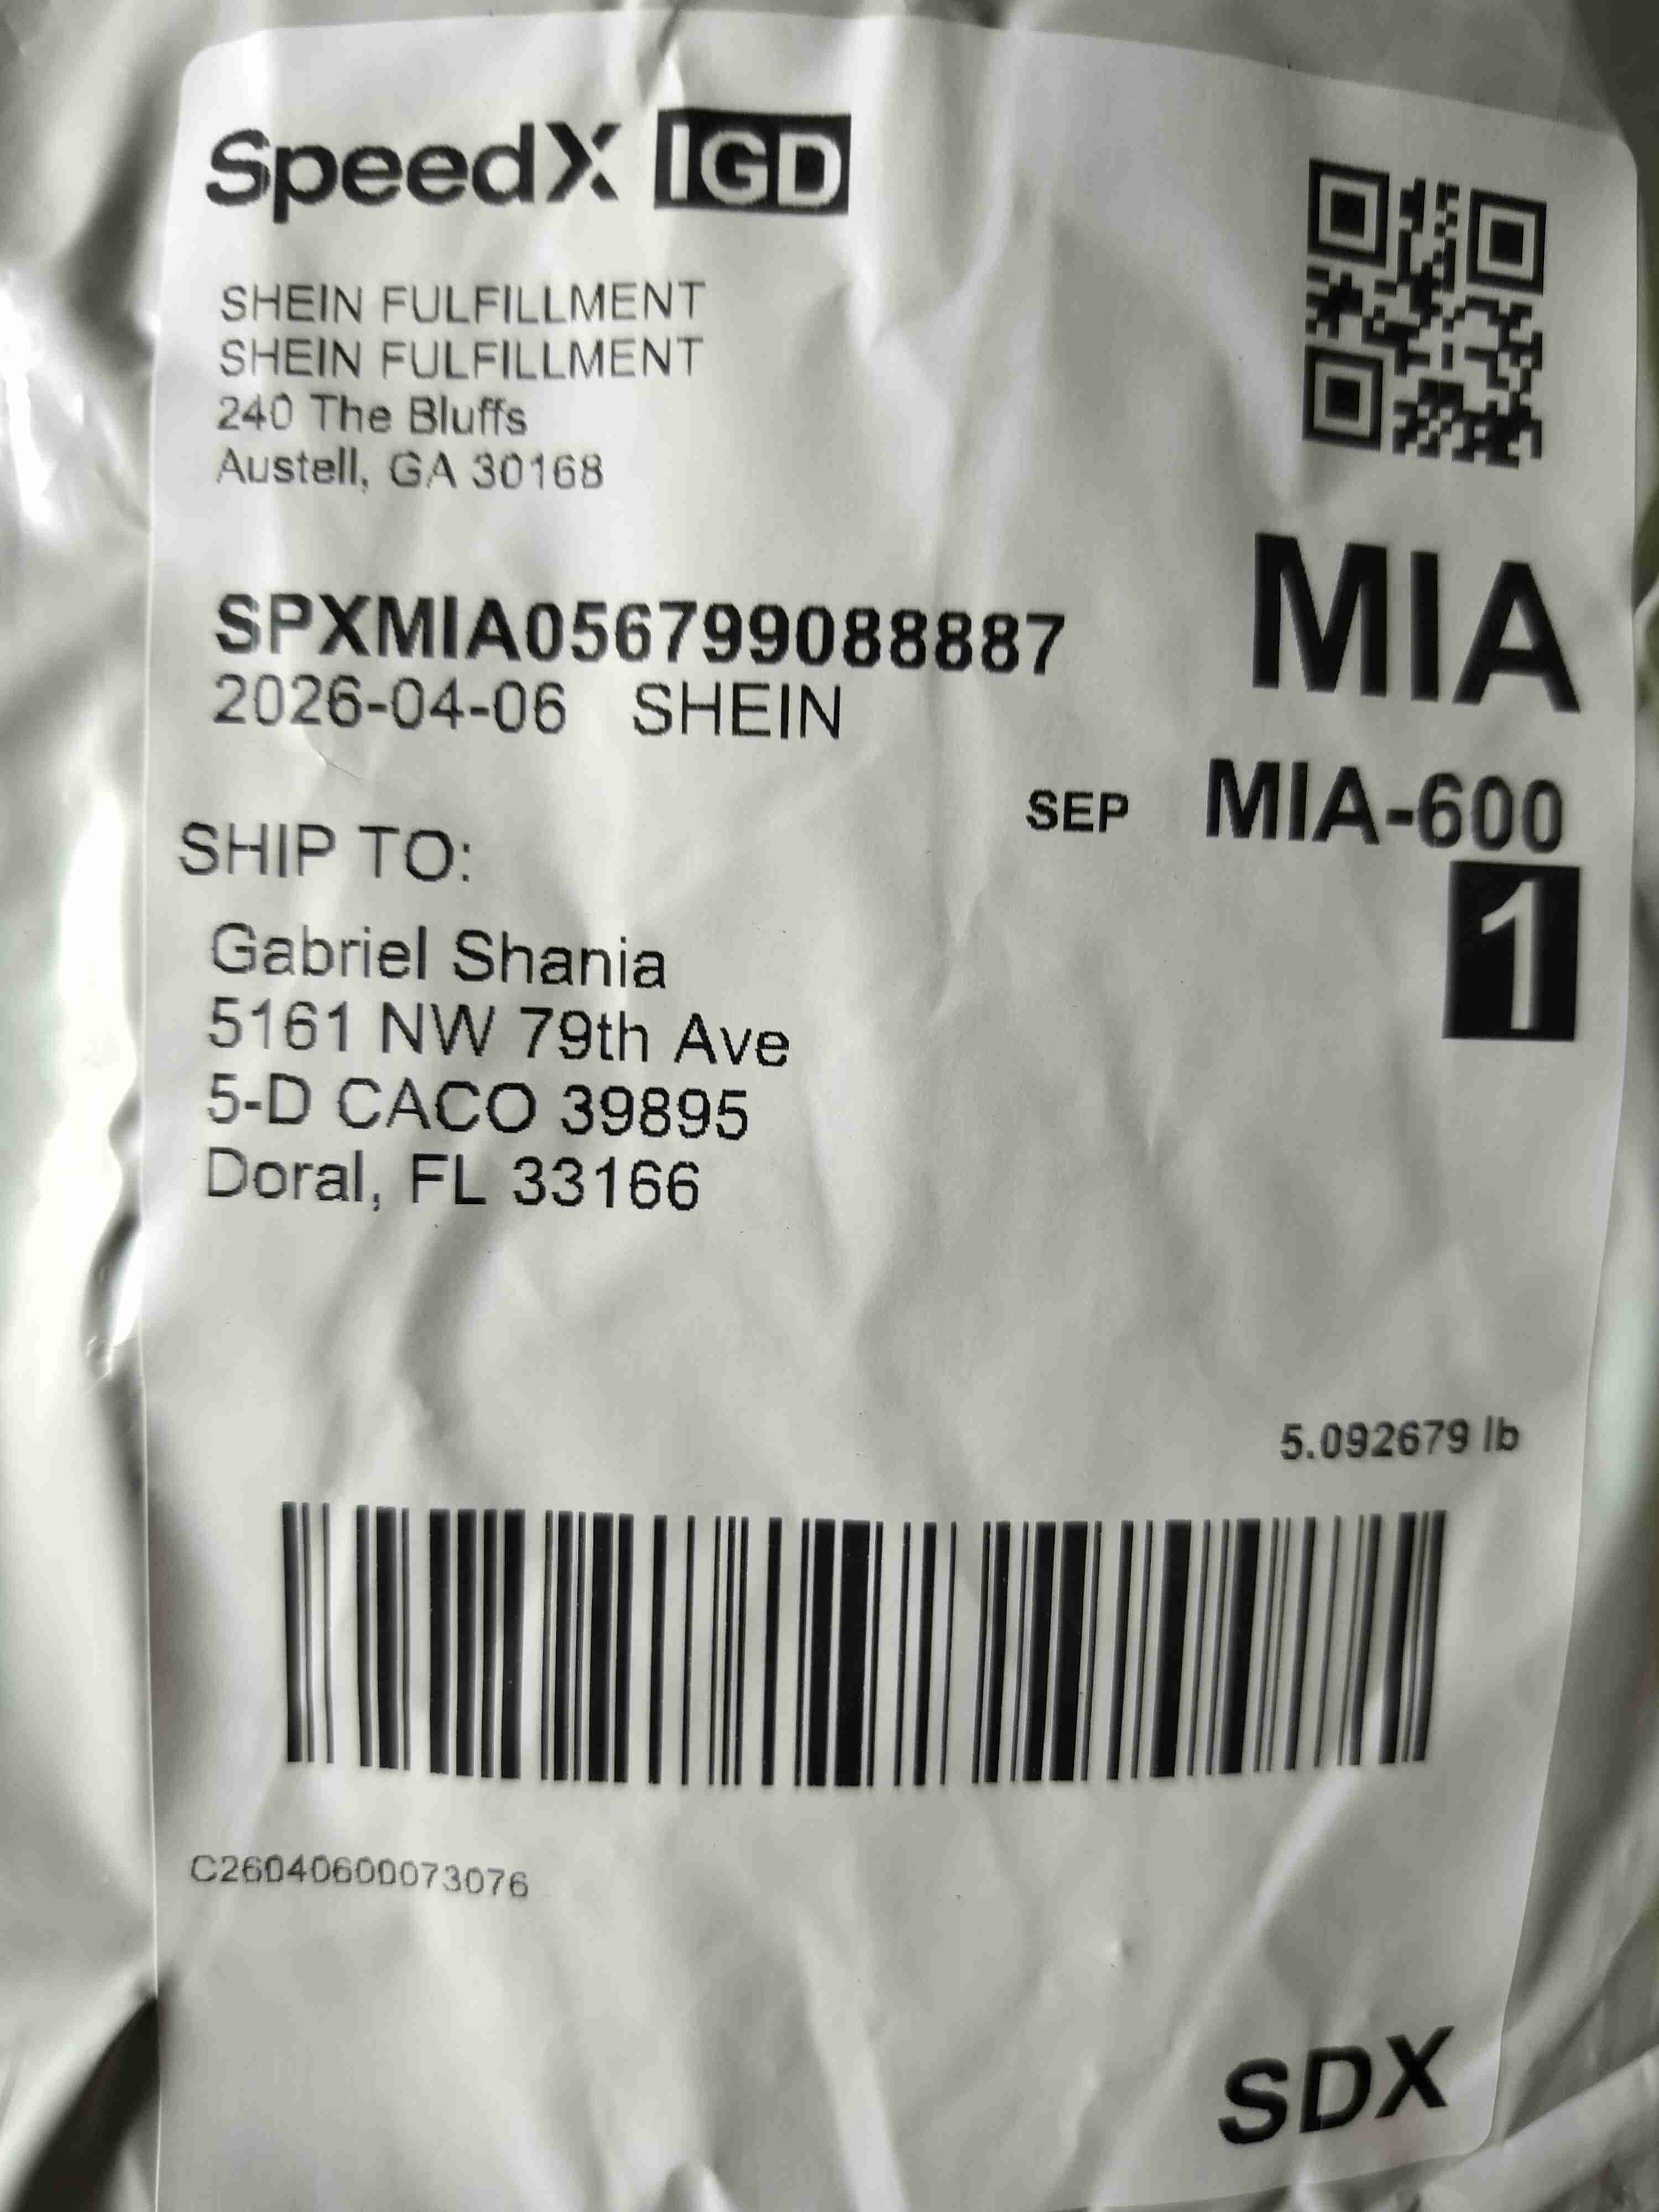 SpeedX IGD
SHEIN FULFILLMENT
SHEIN FULFILLMENT
240 The Bluffs
Austell, GA 30168
SPXMIA056799088887
2026-04-06 SHEIN
MIA
SEP MIA-600
1
SHIP TO:
Gabriel Shania
5161 NW 79th Ave
5-D CACO 39895
Doral, FL 33166
5.092679 lb
C26040600073076
SDX